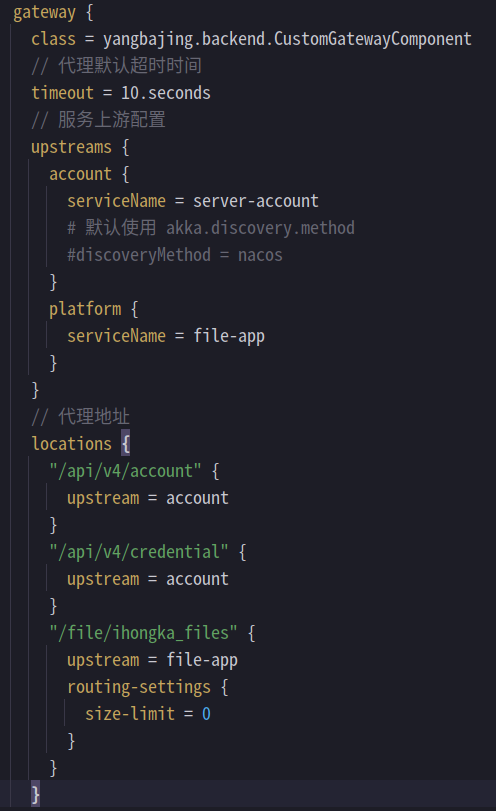 gateway {
  class = yangbajing.backend.CustomGatewayComponent
  // 代理默认超时时间
  timeout = 10.seconds
  // 服务上游配置
  upstreams {
    account {
      serviceName = server-account
      # 默认使用 akka.discovery.method
      #discoveryMethod = nacos
    }
    platform {
      serviceName = file-app
    }
  }
  // 代理地址
  locations {
    "/api/v4/account" {
      upstream = account
    }
    "/api/v4/credential" {
      upstream = account
    }
    "/file/ihongka_files" {
      upstream = file-app
      routing-settings {
        size-limit = 0
      }
    }
  }